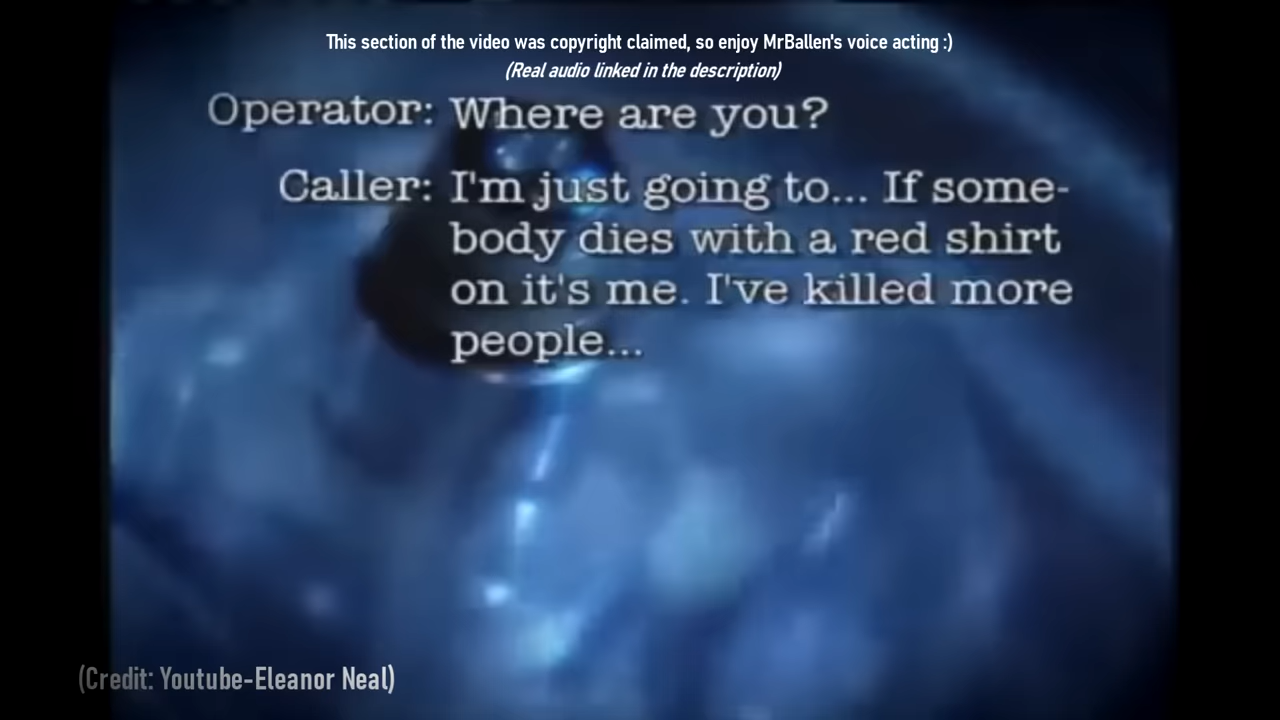 This section of the video was copyright claimed, so enjoy MrBallen's voice acting :)
(Real audio linked in the description)
Operator: Where are you?
Caller: I'm just going to... If some-
body dies with a red shirt
on it's me. I've killed more
people...
(Credit: Youtube-Eleanor Neal)